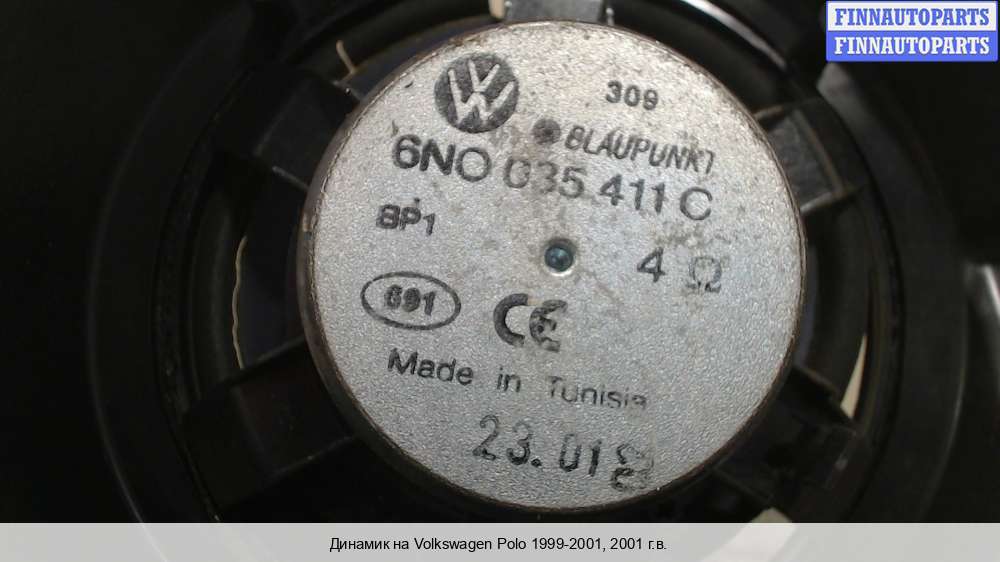 FINNAUTOPARTS
FINNAUTOPARTS
VW
309
BLAUPUNKT
6N0 035 411 C
SP1
4 Ω
691
CE
Made in Tunisia
23.01
Динамик на Volkswagen Polo 1999-2001, 2001 г.в.